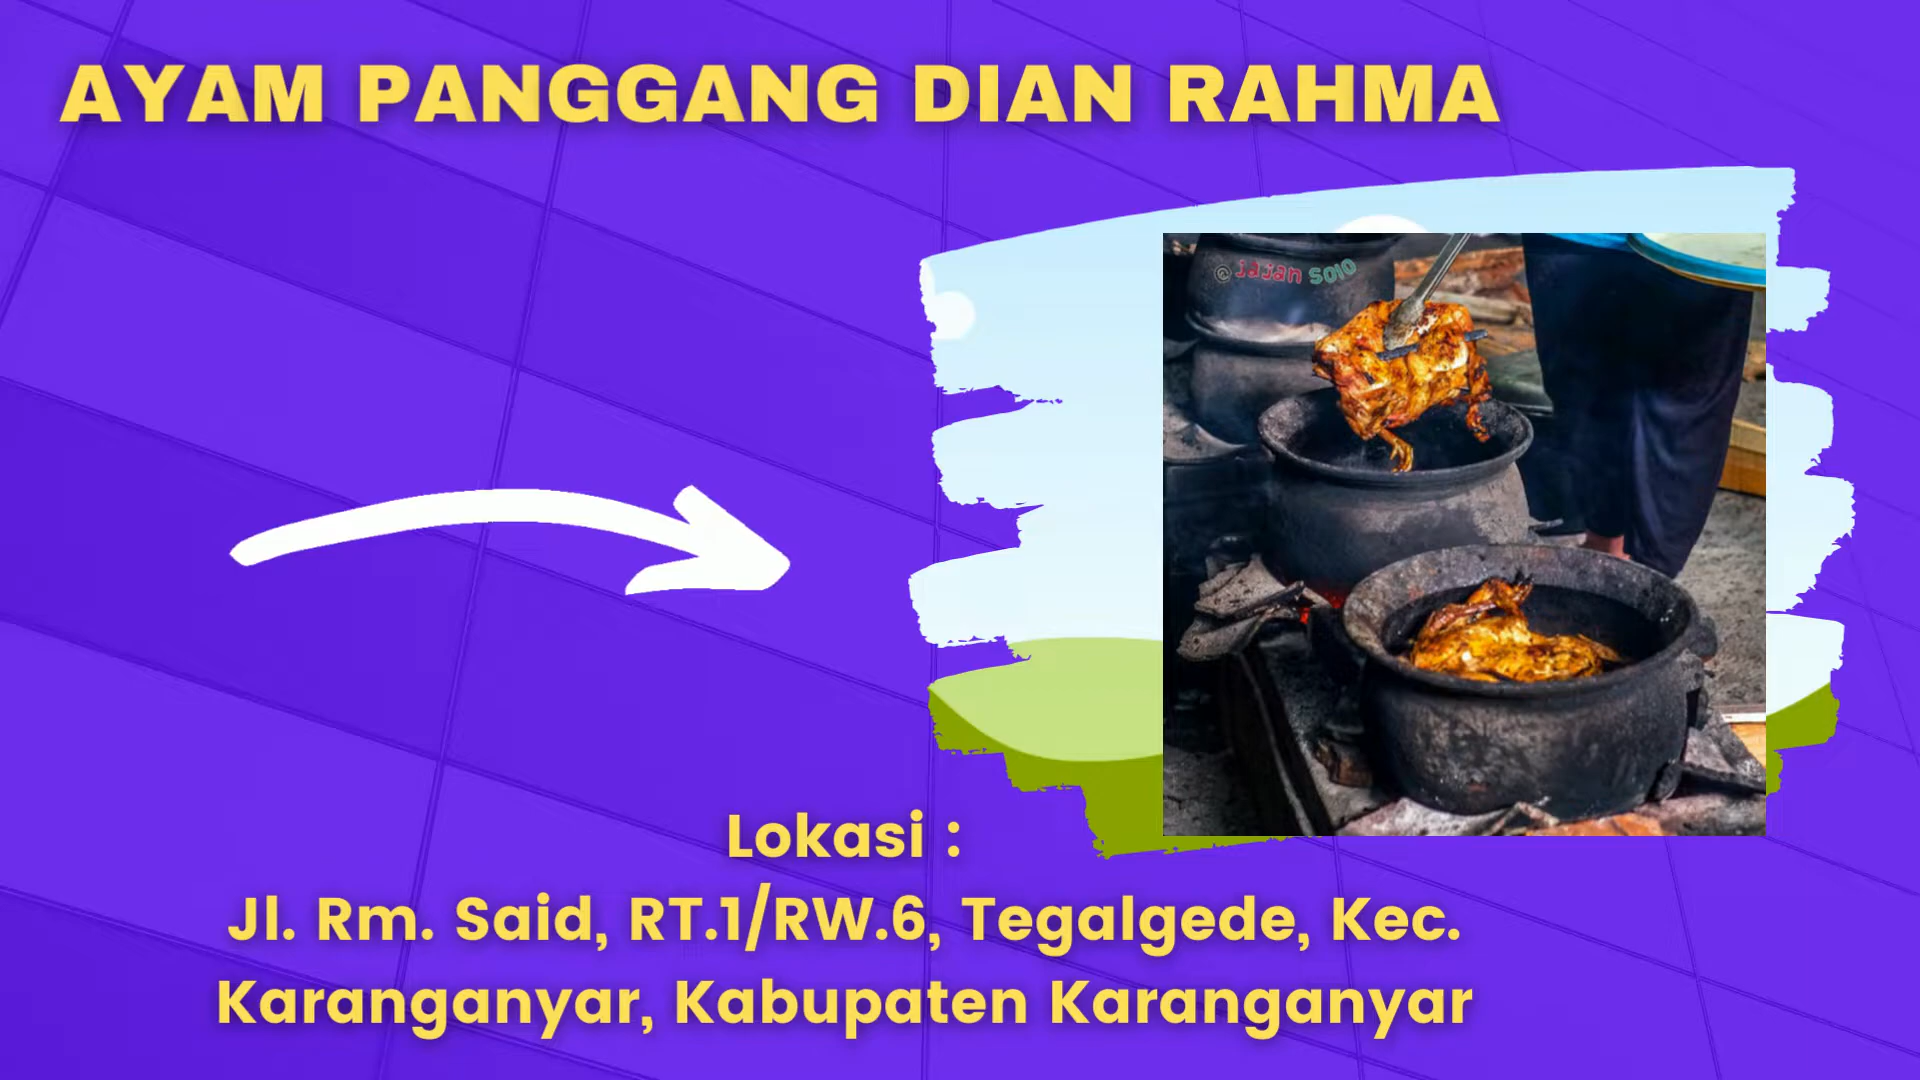 AYAM PANGGANG DIAN RAHMA
@jajan solo
Lokasi :
Jl. Rm. Said, RT.1/RW.6, Tegalgede, Kec.
Karanganyar, Kabupaten Karanganyar